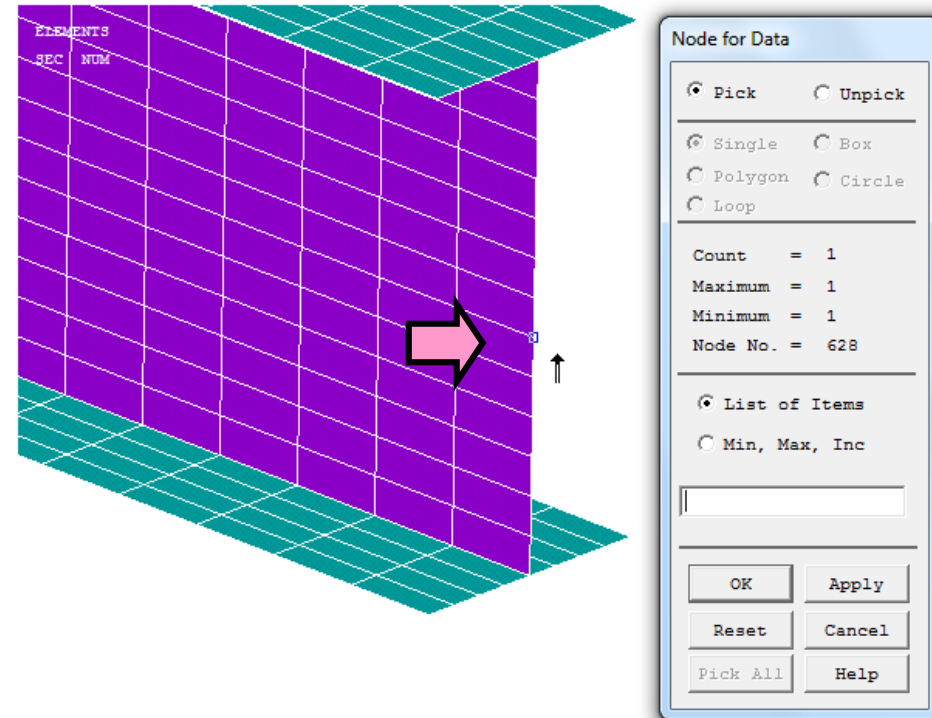 ELEMENTS
SEC NUM
Node for Data
Pick Unpick
Single Box
Polygon Circle
Loop
Count = 1
Maximum = 1
Minimum = 1
Node No. = 628
List of Items
Min, Max, Inc
OK Apply
Reset Cancel
Pick All Help